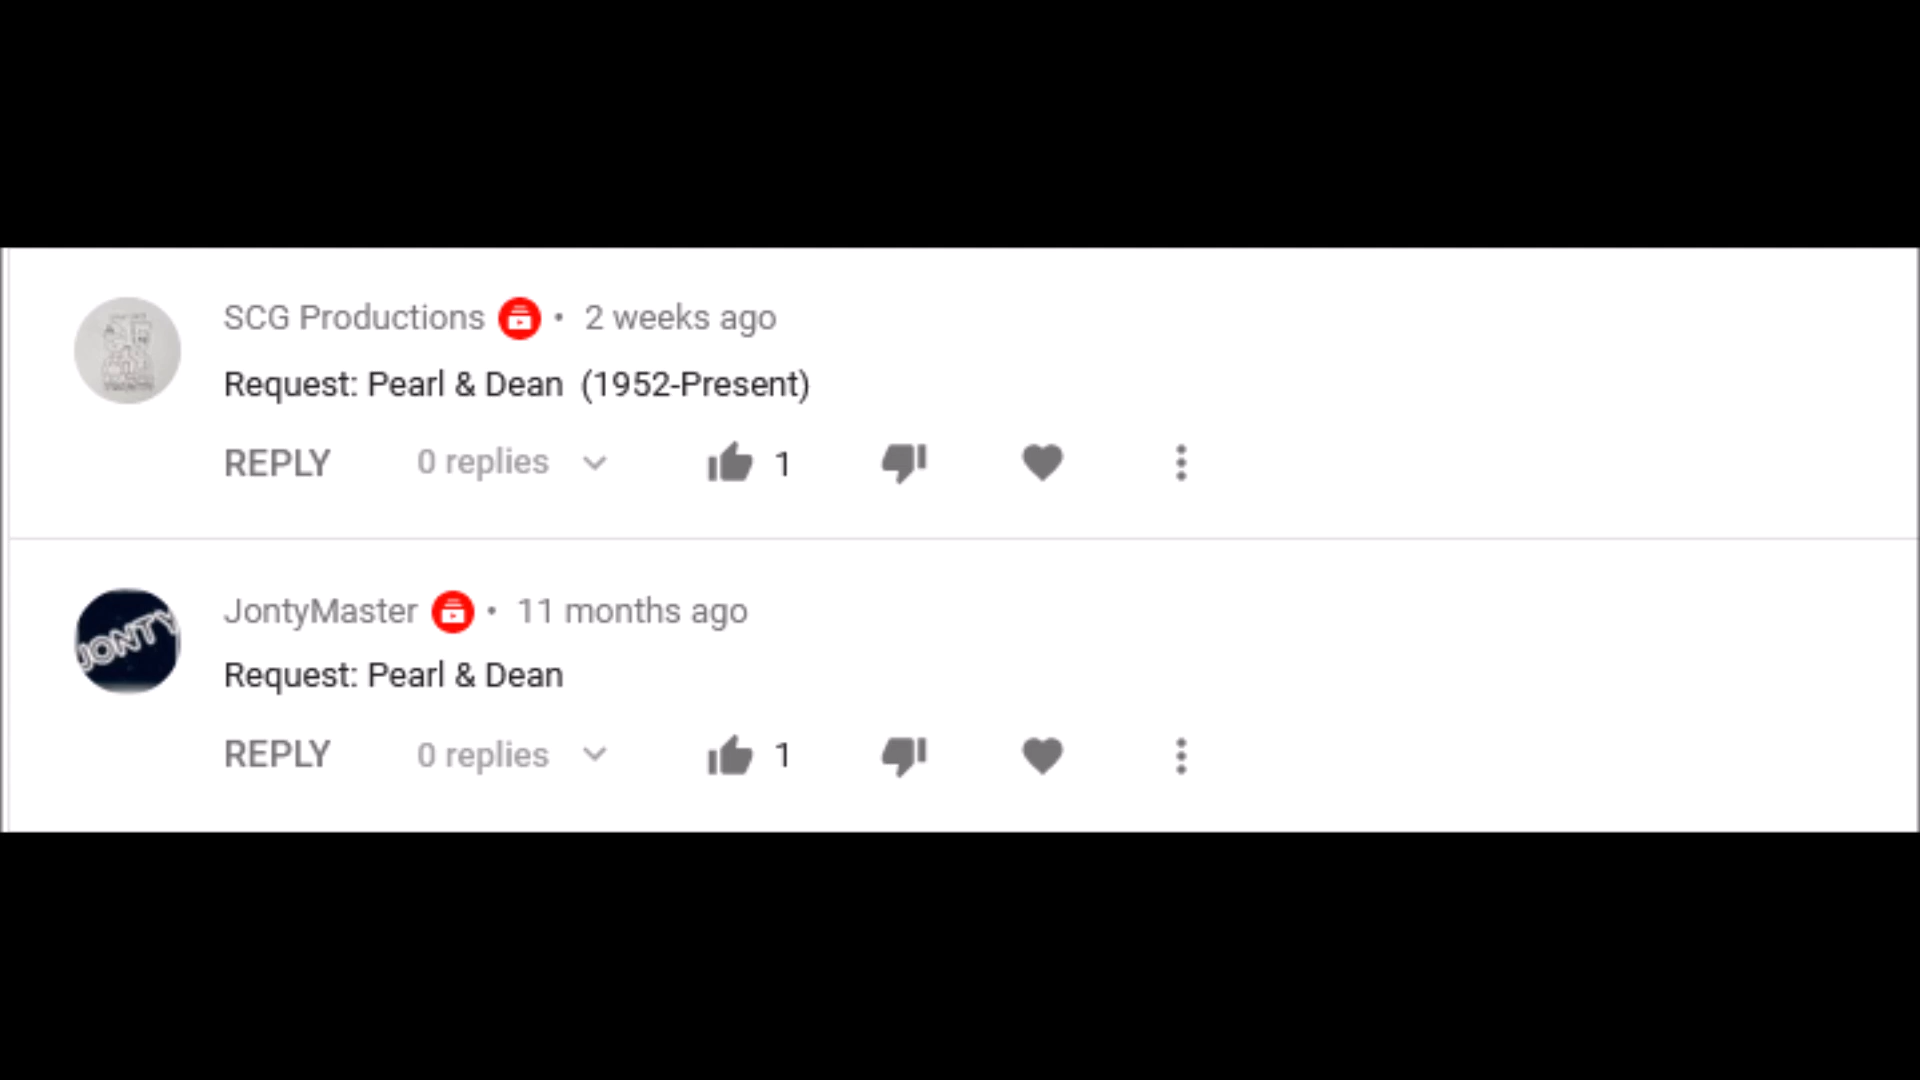 SCG Productions • 2 weeks ago
Request: Pearl & Dean  (1952-Present)
REPLY 0 replies 1
JONTY
JontyMaster • 11 months ago
Request: Pearl & Dean
REPLY 0 replies 1